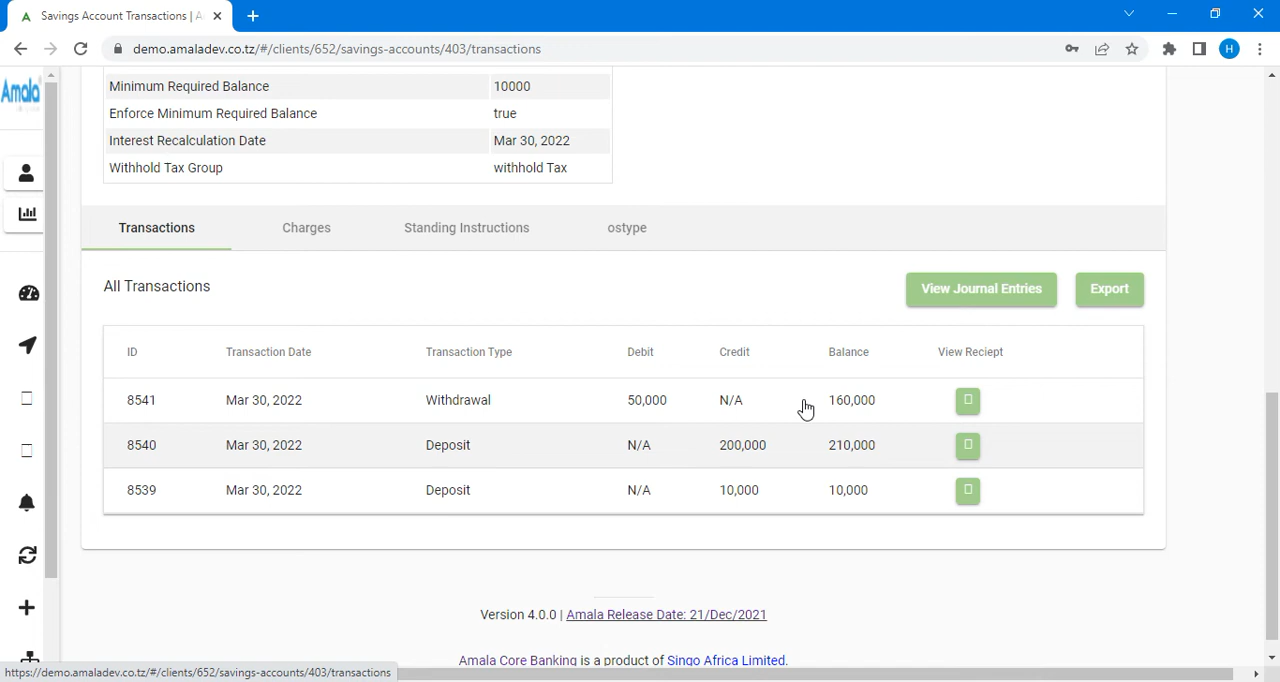 Savings Account Transactions | A
demo.amaladev.co.tz/#/clients/652/savings-accounts/403/transactions
H
Amala
Minimum Required Balance 10000
Enforce Minimum Required Balance true
Interest Recalculation Date Mar 30, 2022
Withhold Tax Group withhold Tax
Transactions Charges Standing Instructions ostype
All Transactions View Journal Entries Export
ID Transaction Date Transaction Type Debit Credit Balance View Reciept
8541 Mar 30, 2022 Withdrawal 50,000 N/A 160,000
8540 Mar 30, 2022 Deposit N/A 200,000 210,000
8539 Mar 30, 2022 Deposit N/A 10,000 10,000
Version 4.0.0 | Amala Release Date: 21/Dec/2021
Amala Core Banking is a product of Singo Africa Limited.
https://demo.amaladev.co.tz/#/clients/652/savings-accounts/403/transactions